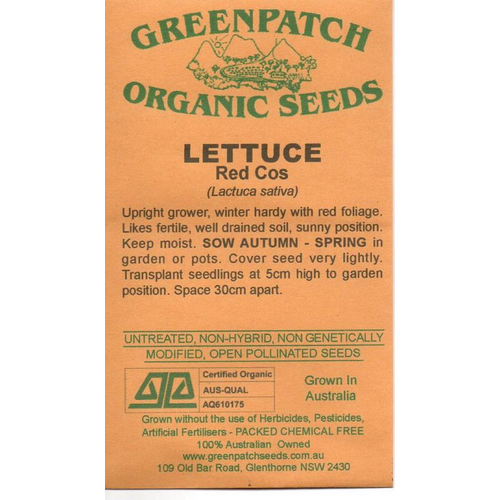 GREENPATCH
ORGANIC SEEDS
LETTUCE
Red Cos
(Lactuca sativa)
Upright grower, winter hardy with red foliage.
Likes fertile, well drained soil, sunny position.
Keep moist. SOW AUTUMN - SPRING in
garden or pots. Cover seed very lightly.
Transplant seedlings at 5cm high to garden
position. Space 30cm apart.
UNTREATED, NON-HYBRID, NON GENETICALLY
MODIFIED, OPEN POLLINATED SEEDS
Certified Organic
AUS-QUAL
AQ610175
Grown In
Australia
Grown without the use of Herbicides, Pesticides,
Artificial Fertilisers - PACKED CHEMICAL FREE
100% Australian Owned
www.greenpatchseeds.com.au
109 Old Bar Road, Glenthorne NSW 2430